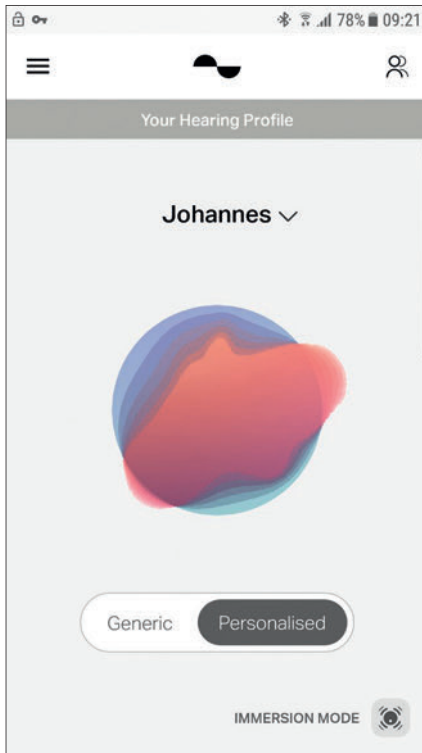 78% 09:21
Your Hearing Profile
Johannes
Generic Personalised
IMMERSION MODE